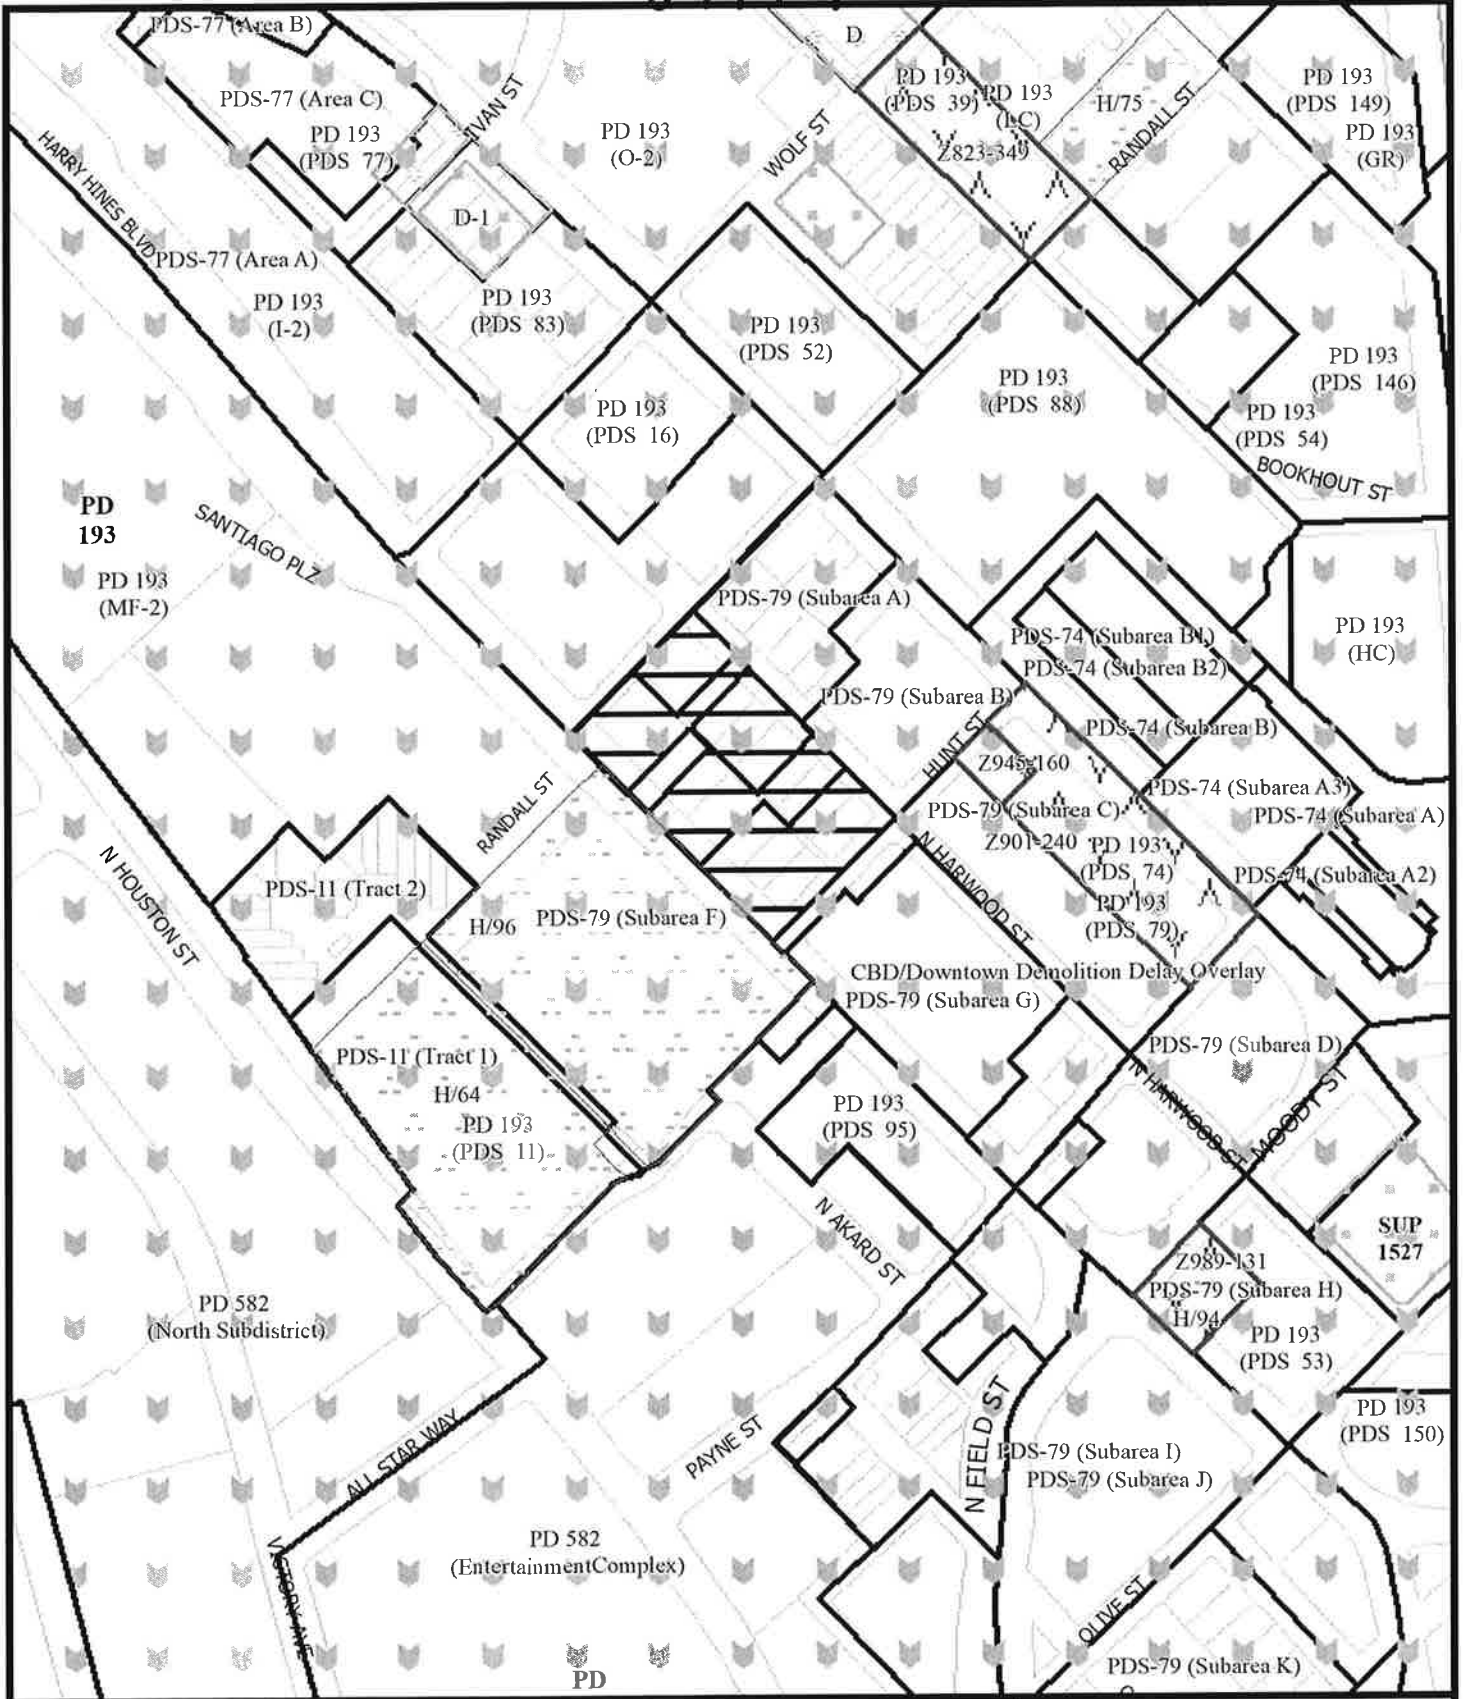 PDS-77 (Area B)
D
PDS-77 (Area C)
PD 193
(PDS 77)
IVAN ST
PD 193
(O-2)
WOLF ST
PD 193
(PDS 39)
PD 193
(LC)
Z823-349
H/75
RANDALL ST
PD 193
(PDS 149)
PD 193
(GR)
HARRY HINES BLVD
D-1
PDS-77 (Area A)
PD 193
(I-2)
PD 193
(PDS 83)
PD 193
(PDS 52)
PD 193
(PDS 88)
PD 193
(PDS 146)
PD 193
(PDS 16)
PD 193
(PDS 54)
BOOKHOUT ST
PD
193
SANTIAGO PLZ
PD 193
(MF-2)
PDS-79 (Subarea A)
PD 193
(HC)
PDS-74 (Subarea B1)
PDS-74 (Subarea B2)
PDS-79 (Subarea B)
PDS-74 (Subarea B)
HUNT ST
Z945-160
PDS-74 (Subarea A3)
PDS-79 (Subarea C)
PDS-74 (Subarea A)
Z901-240
PD 193
(PDS 74)
PDS-74 (Subarea A2)
RANDALL ST
N HARWOOD ST
PD 193
(PDS 79)
N HOUSTON ST
PDS-11 (Tract 2)
H/96
PDS-79 (Subarea F)
CBD/Downtown Demolition Delay Overlay
PDS-79 (Subarea G)
PDS-79 (Subarea D)
PDS-11 (Tract 1)
H/64
PD 193
(PDS 11)
PD 193
(PDS 95)
N HARWOOD ST
MOODY ST
N AKARD ST
SUP
1527
Z989-131
PDS-79 (Subarea H)
H/94
PD 193
(PDS 53)
PD 582
(North Subdistrict)
PD 193
(PDS 150)
ALL STAR WAY
PAYNE ST
N FIELD ST
PDS-79 (Subarea I)
PDS-79 (Subarea J)
PD 582
(EntertainmentComplex)
VICTORY AVE
OLIVE ST
PDS-79 (Subarea K)
PD